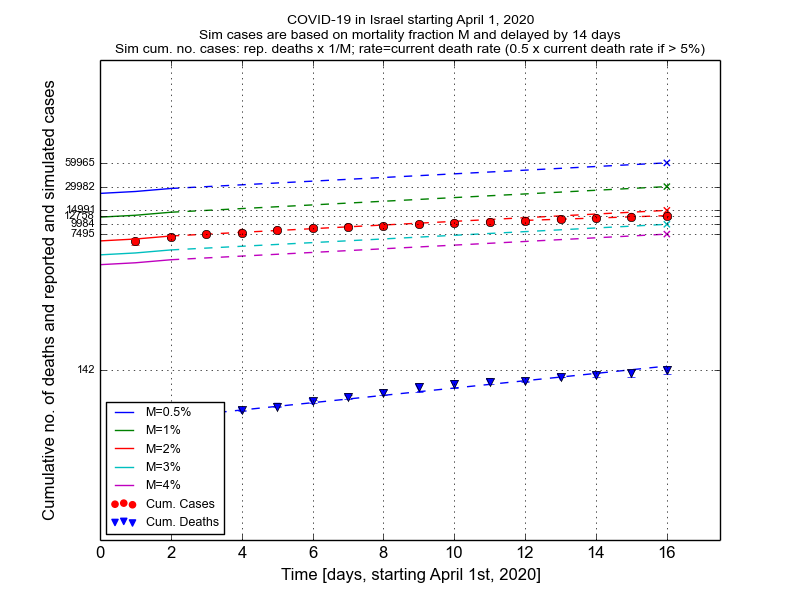 COVID-19 in Israel starting April 1, 2020
Sim cases are based on mortality fraction M and delayed by 14 days
Sim cum. no. cases: rep. deaths x 1/M; rate=current death rate (0.5 x current death rate if > 5%)
Cumulative no. of deaths and reported and simulated cases
59965
29982
14991
12758
9984
7495
142
M=0.5%
M=1%
M=2%
M=3%
M=4%
Cum. Cases
Cum. Deaths
0 2 4 6 8 10 12 14 16
Time [days, starting April 1st, 2020]